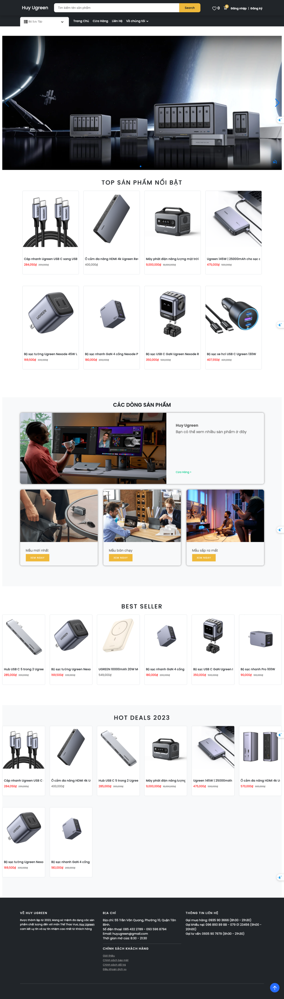 Huy Ugreen
Tìm kiếm tên sản phẩm
Search
0
0
Đăng nhập | Đăng ký
Bộ Sưu Tập
Trang Chủ
Cửa Hàng
Liên Hệ
Về chúng tôi
01 02 03 04 05 06 07 08
TOP SẢN PHẨM NỔI BẬT
Cáp nhanh Ugreen USB C sang USB
284,050₫ 299,000₫
Ổ cắm đa năng HDMI 4k Ugreen Rev
400,000₫
Máy phát điện năng lượng mặt trời
9,000,000₫ 18,000,000₫
Ugreen 145W | 25000mAh cho sạc c
475,000₫ 500,000₫
UGREEN
Bộ sạc tường Ugreen Nexode 45W L
169,500₫ 339,000₫
Bộ sạc nhanh GaN 4 cổng Nexode P
180,000₫ 200,000₫
Bộ sạc USB C GaN Ugreen Nexode R
350,000₫ 500,000₫
Bộ sạc xe hơi USB C Ugreen 130W
407,550₫ 429,000₫
CÁC DÒNG SẢN PHẨM
Huy Ugreen
Bạn có thể xem nhiều sản phẩm ở đây
Cửa Hàng >
Mẫu mới nhất
XEM NGAY
Mẫu bán chạy
XEM NGAY
Mẫu sắp ra mắt
XEM NGAY
BEST SELLER
UGREEN
Hub USB C 5 trong 2 Ugree
285,000₫ 300,000₫
Bộ sạc tường Ugreen Nexo
169,500₫ 339,000₫
UGREEN 10000mAh 20W M
549,000₫
Bộ sạc nhanh GaN 4 cổng
180,000₫ 200,000₫
Bộ sạc USB C GaN Ugreen
350,000₫ 500,000₫
Bộ sạc nhanh Pro 100W
90,000₫ 100,000₫
HOT DEALS 2023
Cáp nhanh Ugreen USB C
284,050₫ 299,000₫
Ổ cắm đa năng HDMI 4k U
400,000₫
Hub USB C 5 trong 2 Ugree
285,000₫ 300,000₫
Máy phát điện năng lượng
9,000,000₫ 18,000,000₫
Ugreen 145W | 25000mAh
475,000₫ 500,000₫
Ổ cắm đa năng HDMI 4k U
570,000₫ 600,000₫
UGREEN
Bộ sạc tường Ugreen Nexo
169,500₫ 339,000₫
Bộ sạc nhanh GaN 4 cổng
180,000₫ 200,000₫
VỀ HUY UGREEN
Được thành lập từ 2023, Mang sứ mệnh đa dạng các sản
phẩm chất lượng đến với môn Thể Thao Vua, Huy Ugreen
cam kết uy tín và sự tín nhiệm cao nhất từ Khách hàng
ĐỊA CHỈ
Địa chỉ: 55 Trần Văn Quang, Phường 10, Quận Tân
Bình.
Số điện thoại: 085 432 2789 - 093 596 8794
Email: huyugreen@gmail.com
Thời gian mở cửa: 8:30 - 21:30
CHÍNH SÁCH KHÁCH HÀNG
Giới thiệu
Chính sách bảo mật
Chính sách đổi trả
Điều khoản dịch vụ
THÔNG TIN LIÊN HỆ
Gọi mua hàng: 0935 90 3666 (8h30 - 21h30)
Gọi khiếu nại: 096 893 89 88 - 079 01 23456 (9h00 -
20h00)
Gọi tư vấn: 0935 90 7979 (8h30 - 21h30)